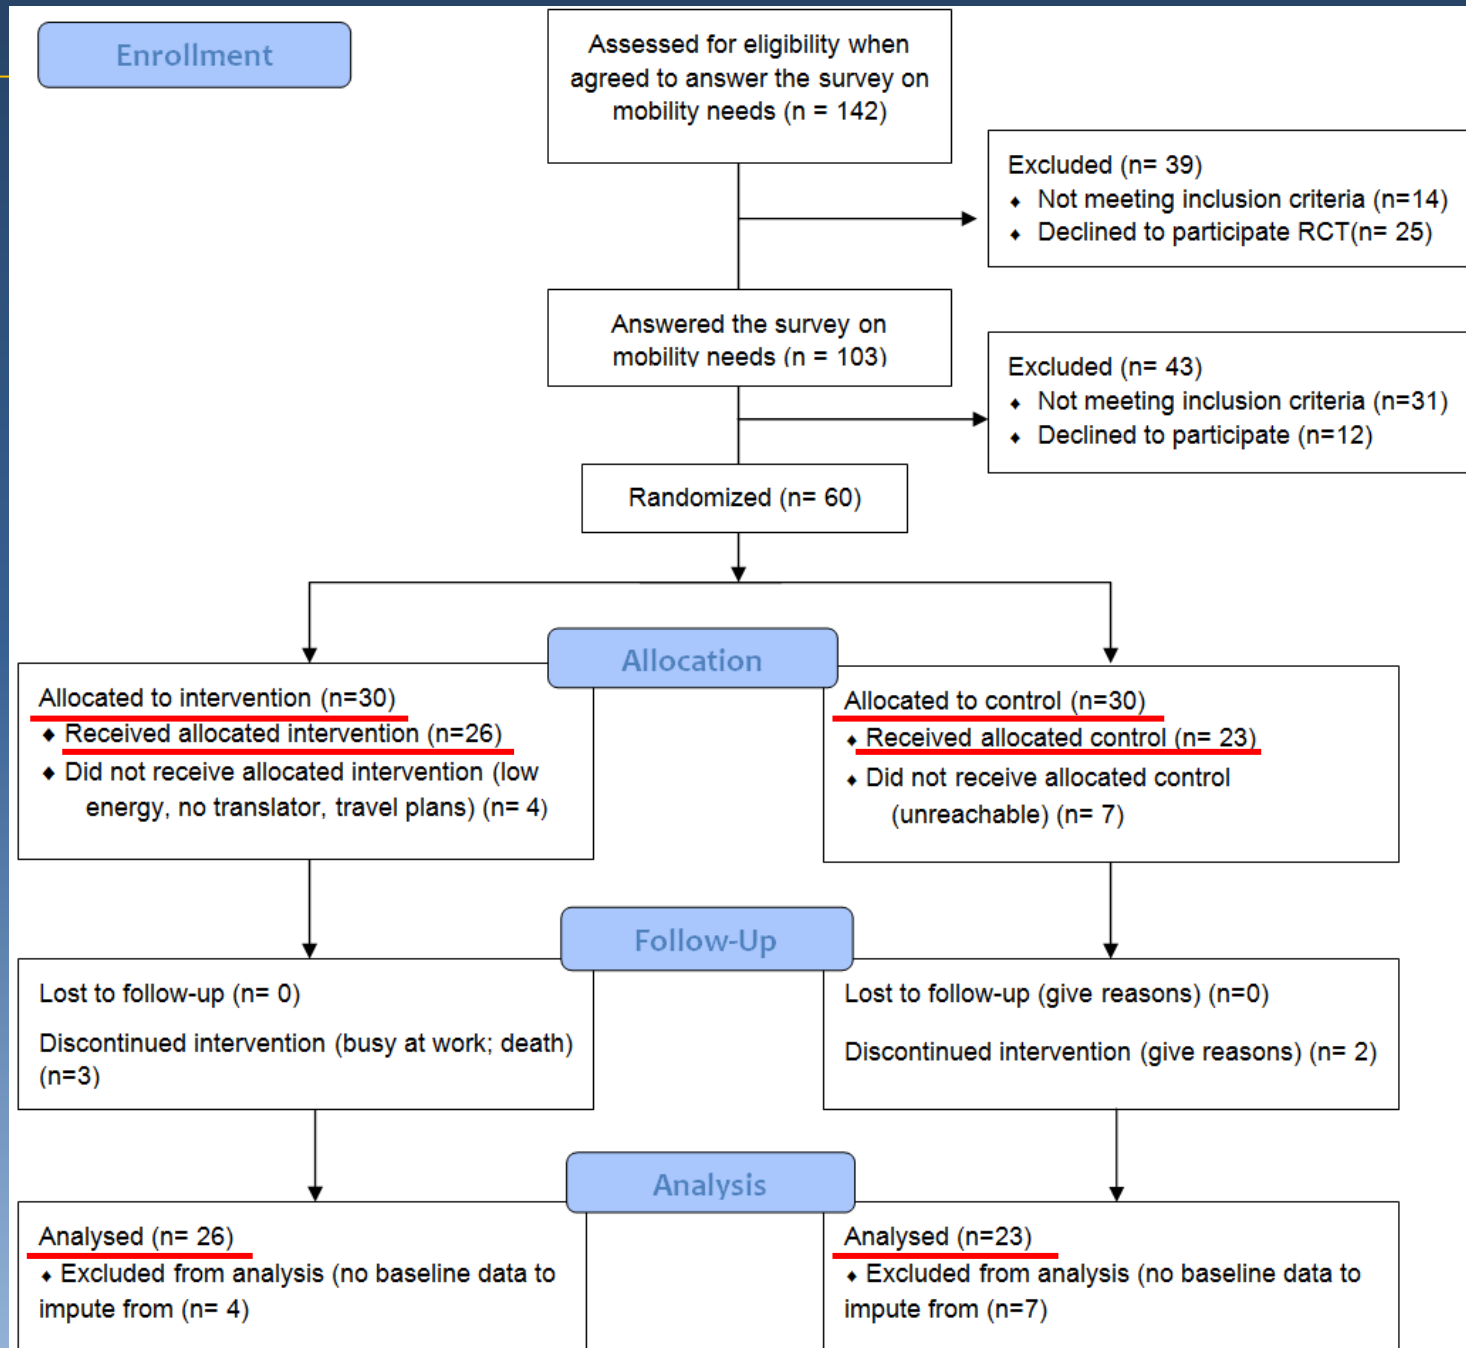 Enrollment
Assessed for eligibility when
agreed to answer the survey on
mobility needs (n = 142)
Excluded (n= 39)
⬥ Not meeting inclusion criteria (n=14)
⬥ Declined to participate RCT(n= 25)
Answered the survey on
mobility needs (n = 103)
Excluded (n= 43)
⬥ Not meeting inclusion criteria (n=31)
⬥ Declined to participate (n=12)
Randomized (n= 60)
Allocation
Allocated to intervention (n=30)
⬥ Received allocated intervention (n=26)
⬥ Did not receive allocated intervention (low
energy, no translator, travel plans) (n= 4)
Allocated to control (n=30)
⬥ Received allocated control (n= 23)
⬥ Did not receive allocated control
(unreachable) (n= 7)
Follow-Up
Lost to follow-up (n= 0)
Discontinued intervention (busy at work; death)
(n=3)
Lost to follow-up (give reasons) (n=0)
Discontinued intervention (give reasons) (n= 2)
Analysis
Analysed (n= 26)
⬥ Excluded from analysis (no baseline data to
impute from (n= 4)
Analysed (n=23)
⬥ Excluded from analysis (no baseline data to
impute from (n=7)